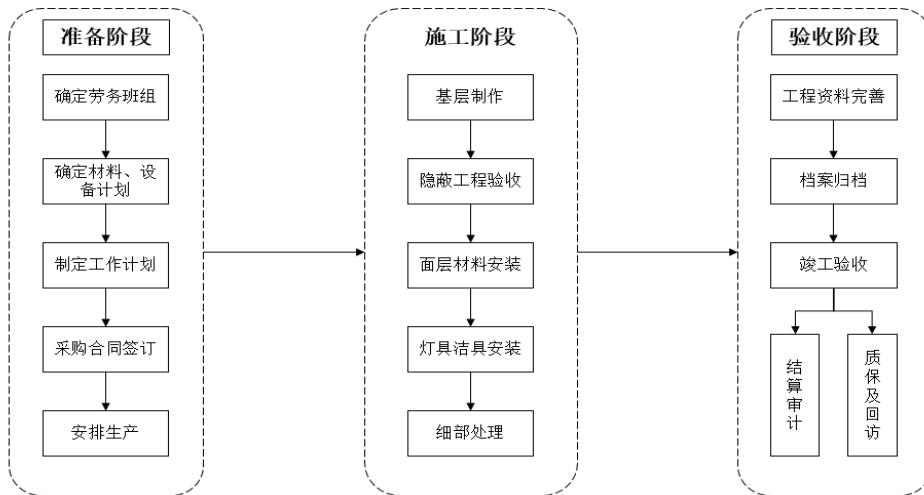 准备阶段
确定劳务班组
确定材料、设
备计划
制定工作计划
采购合同签订
安排生产
施工阶段
基层制作
隐蔽工程验收
面层材料安装
灯具洁具安装
细部处理
验收阶段
工程资料完善
档案归档
竣工验收
结算审计
质保及回访